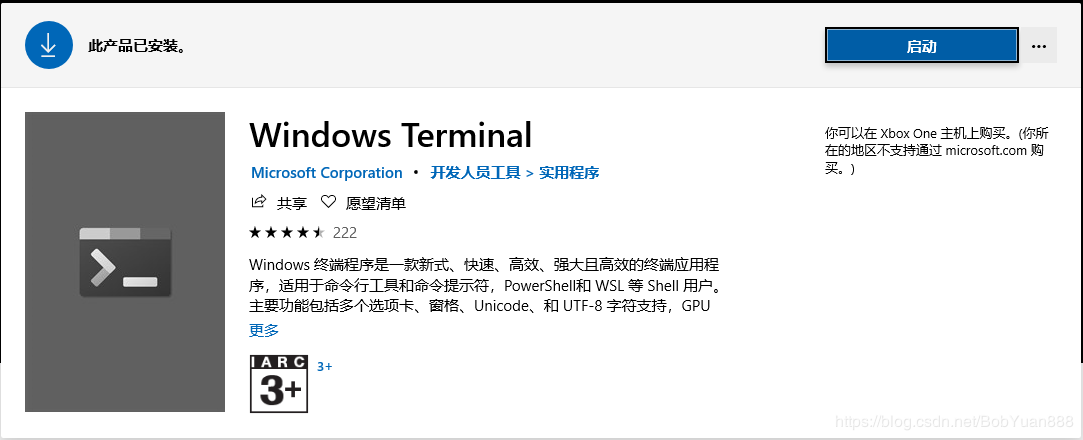 此产品已安装。
启动
Windows Terminal
Microsoft Corporation • 开发人员工具 > 实用程序
共享 愿望清单
222
Windows 终端程序是一款新式、快速、高效、强大且高效的终端应用程
序，适用于命令行工具和命令提示符，PowerShell和 WSL 等 Shell 用户。
主要功能包括多个选项卡、窗格、Unicode、和 UTF-8 字符支持，GPU
更多
IARC
3+
3+
你可以在 Xbox One 主机上购买。(你所
在的地区不支持通过 microsoft.com 购
买。)
https://blog.csdn.net/BobYuan888